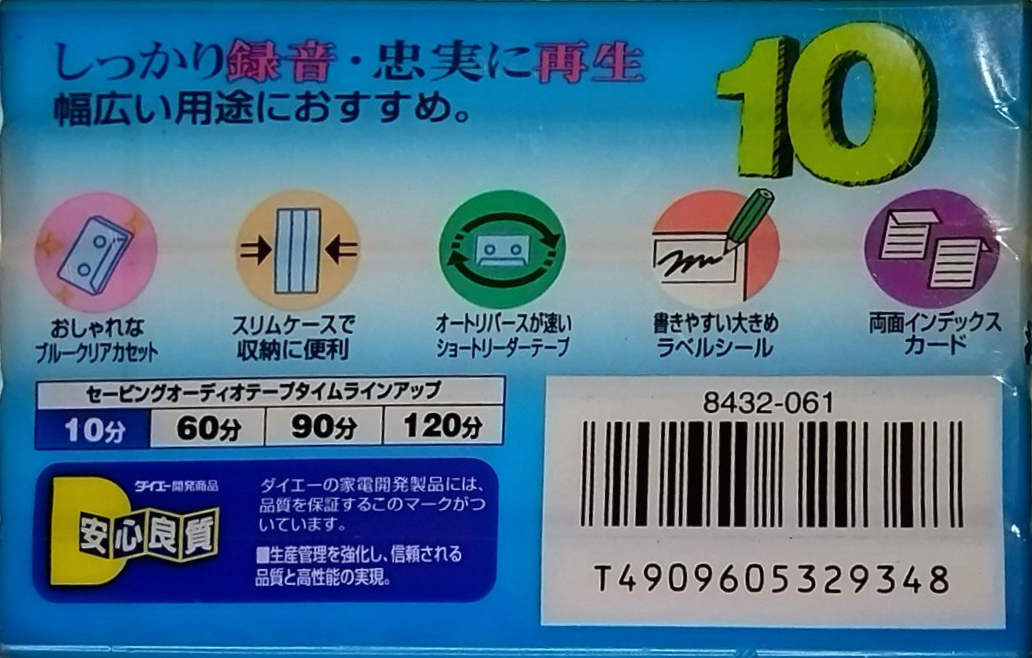 しっかり録音・忠実に再生
幅広い用途におすすめ。
10
おしゃれな
ブルークリアカセット
スリムケースで
収納に便利
オートリバースが速い
ショートリーダーテープ
書きやすい大きめ
ラベルシール
両面インデックス
カード
セービングオーディオテープタイムラインアップ
10分 60分 90分 120分
8432-061
T4909605329348
ダイエー開発商品
安心良質
ダイエーの家電開発製品には、
品質を保証するこのマークがつ
いています。
■生産管理を強化し、信頼される
品質と高性能の実現。